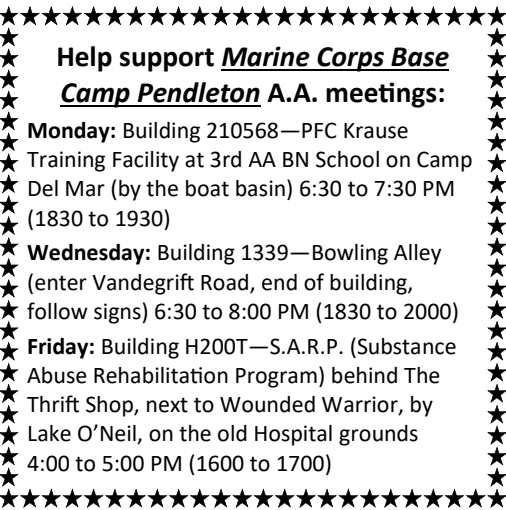 Help support Marine Corps Base
Camp Pendleton A.A. meetings:
Monday: Building 210568—PFC Krause
Training Facility at 3rd AA BN School on Camp
Del Mar (by the boat basin) 6:30 to 7:30 PM
(1830 to 1930)
Wednesday: Building 1339—Bowling Alley
(enter Vandegrift Road, end of building,
follow signs) 6:30 to 8:00 PM (1830 to 2000)
Friday: Building H200T—S.A.R.P. (Substance
Abuse Rehabilitation Program) behind The
Thrift Shop, next to Wounded Warrior, by
Lake O’Neil, on the old Hospital grounds
4:00 to 5:00 PM (1600 to 1700)